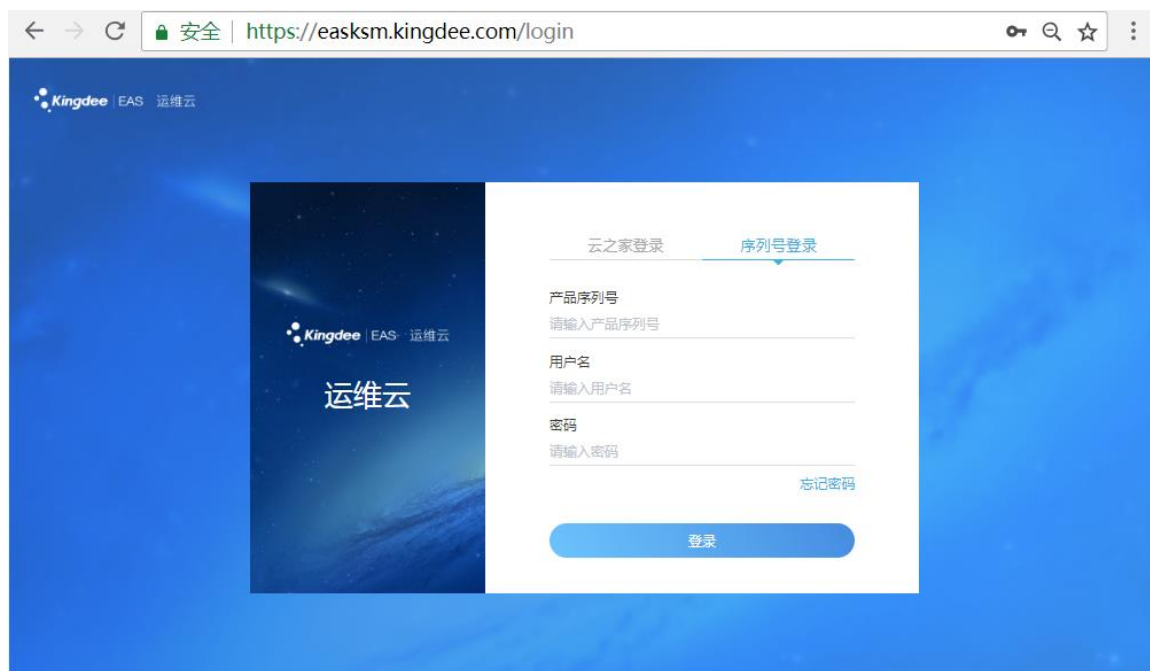 安全 | https://easksm.kingdee.com/login
Kingdee | EAS 运维云
Kingdee | EAS· 运维云
运维云
云之家登录 序列号登录
产品序列号
请输入产品序列号
用户名
请输入用户名
密码
请输入密码
忘记密码
登录